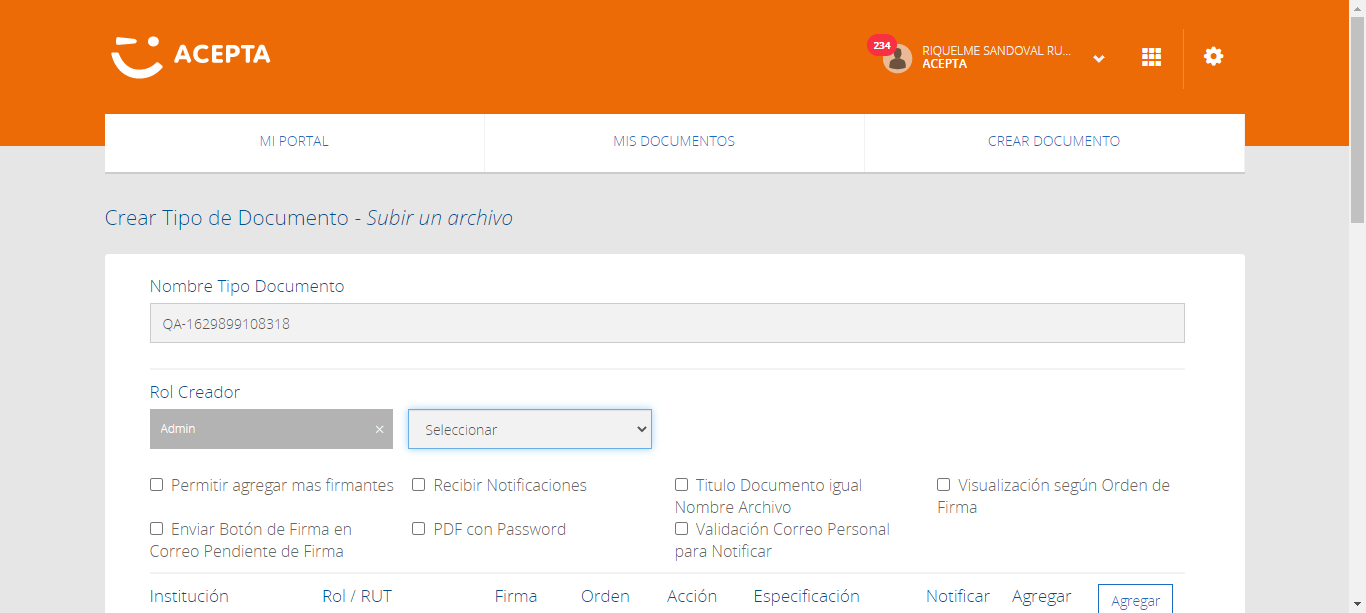 ACEPTA
234
RIQUELME SANDOVAL RU...
ACEPTA
MI PORTAL
MIS DOCUMENTOS
CREAR DOCUMENTO
Crear Tipo de Documento - Subir un archivo
Nombre Tipo Documento
QA-1629899108318
Rol Creador
Admin ×
Seleccionar
Permitir agregar mas firmantes
Recibir Notificaciones
Titulo Documento igual
Nombre Archivo
Visualización según Orden de
Firma
Enviar Botón de Firma en
Correo Pendiente de Firma
PDF con Password
Validación Correo Personal
para Notificar
Institución Rol / RUT Firma Orden Acción Especificación Notificar Agregar Agregar